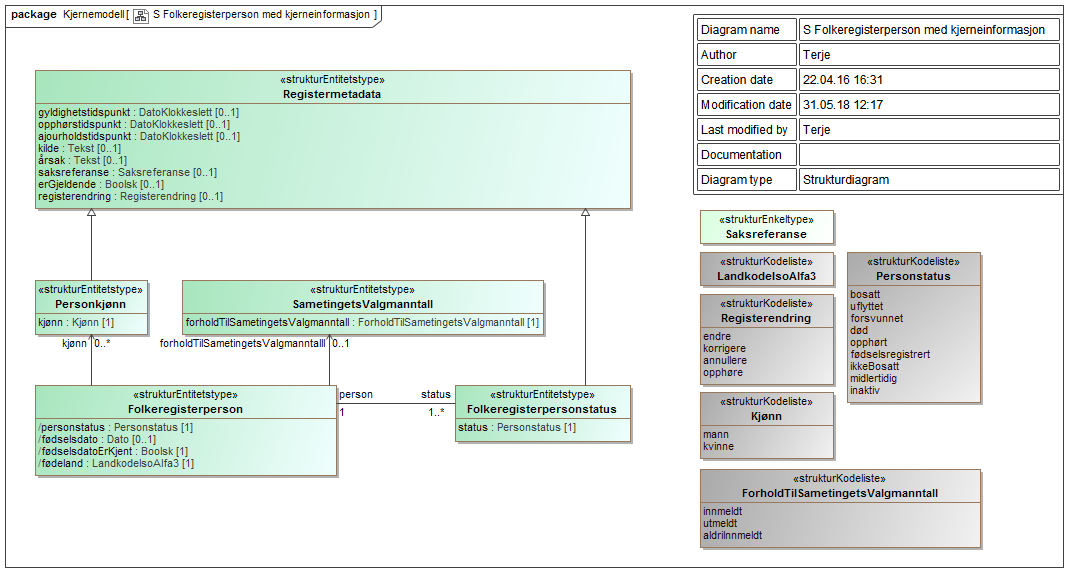 package Kjernemodell[ S Folkeregisterperson med kjerneinformasjon ]
Diagram name S Folkeregisterperson med kjerneinformasjon
Author Terje
Creation date 22.04.16 16:31
Modification date 31.05.18 12:17
Last modified by Terje
Documentation
Diagram type Strukturdiagram
«strukturEntitetstype»
Registermetadata
gyldighetstidspunkt : DatoKlokkeslett [0..1]
opphørstidspunkt : DatoKlokkeslett [0..1]
ajourholdstidspunkt : DatoKlokkeslett [0..1]
kilde : Tekst [0..1]
årsak : Tekst [0..1]
saksreferanse : Saksreferanse [0..1]
erGjeldende : Boolsk [0..1]
registerendring : Registerendring [0..1]
«strukturEntitetstype»
Personkjønn
kjønn : Kjønn [1]
«strukturEntitetstype»
SametingetsValgmanntall
forholdTilSametingetsValgmanntall : ForholdTilSametingetsValgmanntall [1]
kjønn 0..*
forholdTilSametingetsValgmanntalll 0..1
«strukturEntitetstype»
Folkeregisterperson
/personstatus : Personstatus [1]
/fødselsdato : Dato [0..1]
/fødselsdatoErKjent : Boolsk [1]
/fødeland : LandkodeIsoAlfa3 [1]
person status
1 1..*
«strukturEntitetstype»
Folkeregisterpersonstatus
status : Personstatus [1]
«strukturEnkeltype»
Saksreferanse
«strukturKodeliste»
LandkodeIsoAlfa3
«strukturKodeliste»
Registerendring
endre
korrigere
annullere
opphøre
«strukturKodeliste»
Kjønn
mann
kvinne
«strukturKodeliste»
Personstatus
bosatt
uflyttet
forsvunnet
død
opphørt
fødselsregistrert
ikkeBosatt
midlertidig
inaktiv
«strukturKodeliste»
ForholdTilSametingetsValgmanntall
innmeldt
utmeldt
aldriInnmeldt